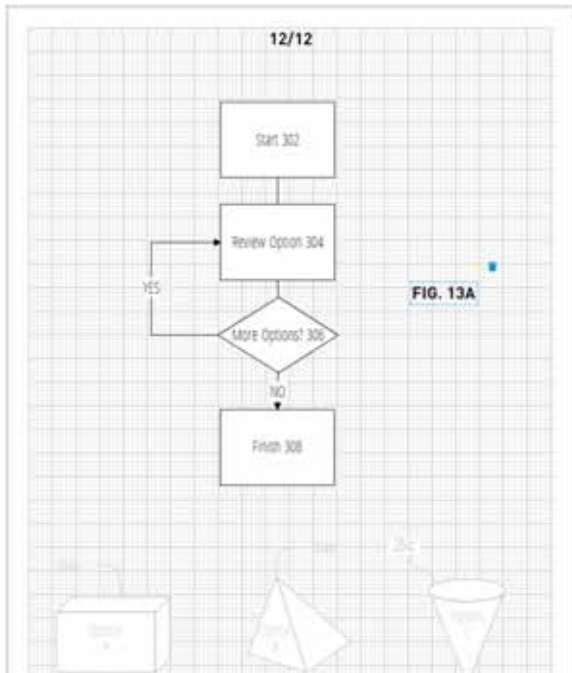 12/12
Start 302
Review Option 304
YES
FIG. 13A
More Options? 306
NO
Finish 308